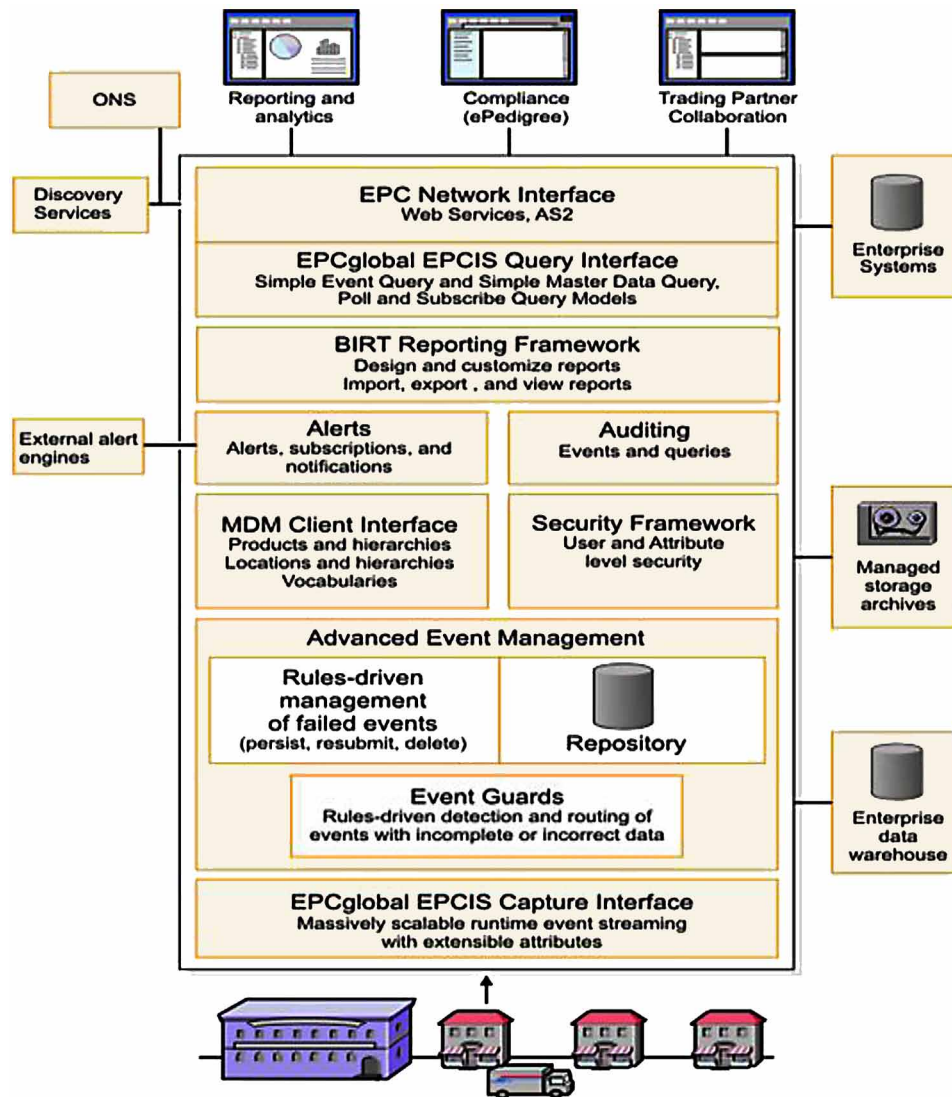 Reporting and
analytics
Compliance
(ePedigree)
Trading Partner
Collaboration
ONS
Discovery
Services
EPC Network Interface
Web Services, AS2
EPCglobal EPCIS Query Interface
Simple Event Query and Simple Master Data Query,
Poll and Subscribe Query Models
Enterprise
Systems
BIRT Reporting Framework
Design and customize reports
Import, export , and view reports
External alert
engines
Alerts
Alerts, subscriptions, and
notifications
Auditing
Events and queries
MDM Client Interface
Products and hierarchies
Locations and hierarchies
Vocabularies
Security Framework
User and Attribute
level security
Managed
storage
archives
Advanced Event Management
Rules-driven
management
of failed events
(persist, resubmit, delete)
Repository
Event Guards
Rules-driven detection and routing of
events with incomplete or incorrect data
Enterprise
data
warehouse
EPCglobal EPCIS Capture Interface
Massively scalable runtime event streaming
with extensible attributes